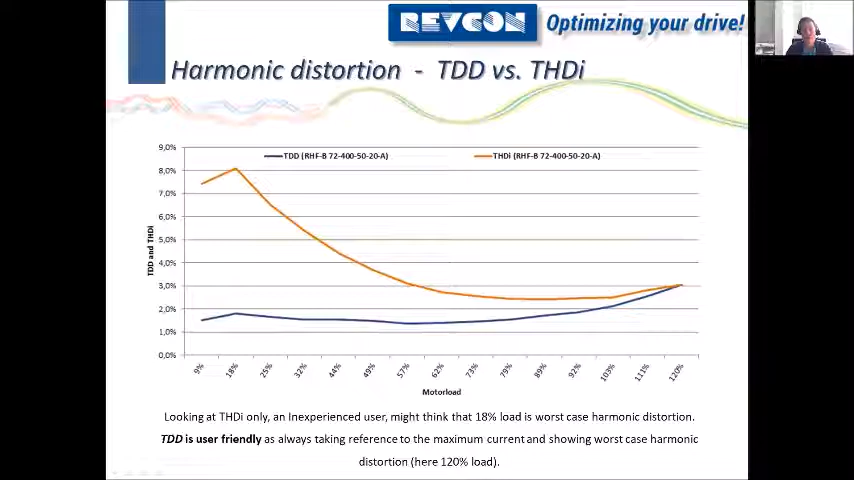 REVCON Optimizing your drive!
Harmonic distortion - TDD vs. THDi
9,0%
TDD (RHF-B 72-400-50-20-A) THDi (RHF-B 72-400-50-20-A)
8,0%
7,0%
6,0%
5,0%
4,0%
3,0%
2,0%
1,0%
0,0%
TDD and THDi
9% 18% 25% 32% 44% 49% 57% 62% 73% 79% 89% 92% 103% 111% 120%
Motorload
Looking at THDi only, an Inexperienced user, might think that 18% load is worst case harmonic distortion.
TDD is user friendly as always taking reference to the maximum current and showing worst case harmonic
distortion (here 120% load).